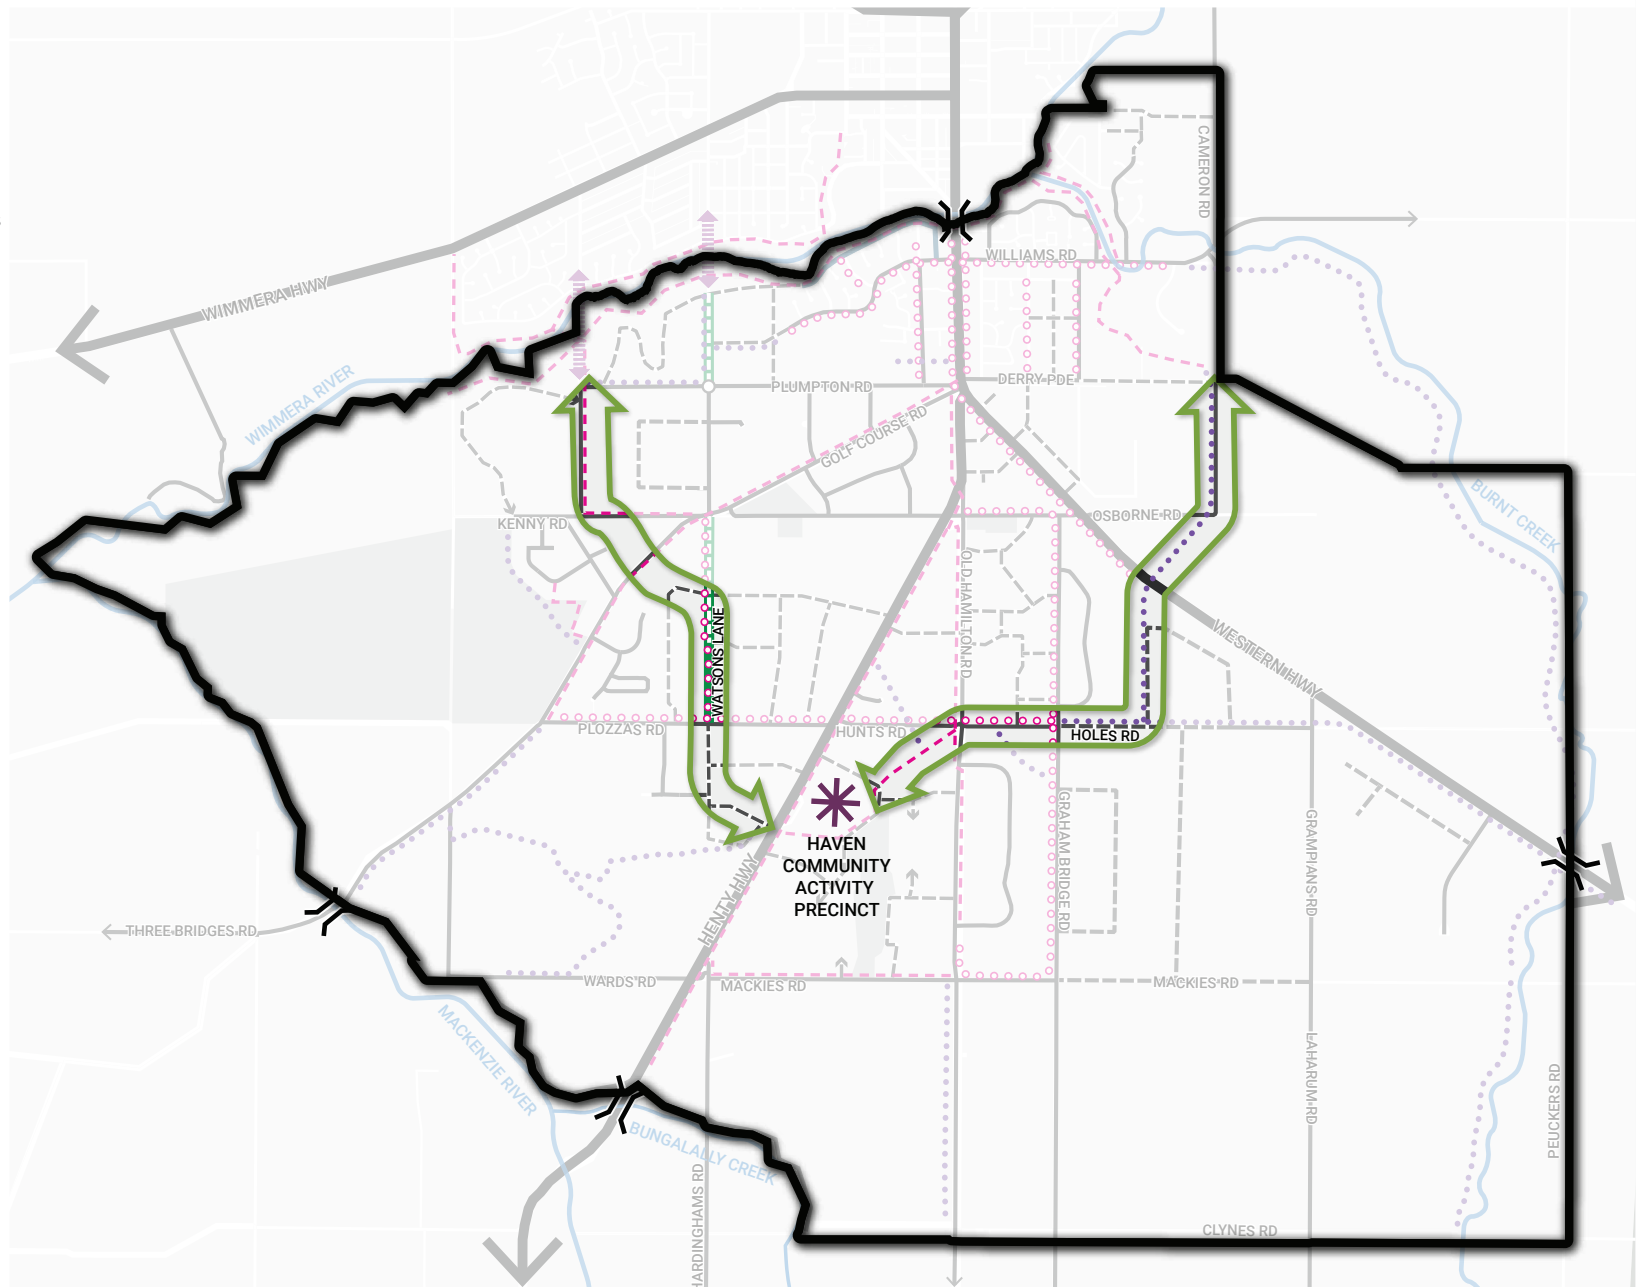 CAMERON RD
WILLIAMS RD
WIMMERA HWY
WIMMERA RIVER
PLUMPTON RD
DERRY PDE
GOLF COURSE RD
BURNT CREEK
KENNY RD
OSBORNE RD
OLD HAMILTON RD
WATSONS LANE
WESTERN HWY
PLOZZAS RD
HUNTS RD
HOLES RD
HAVEN
COMMUNITY
ACTIVITY
PRECINCT
GRAHAM BRIDGE RD
GRAMPIANS RD
HENTY HWY
THREE BRIDGES RD
WARDS RD
MACKIES RD
MACKIES RD
MACKENZIE RIVER
LAHARUM RD
PEUCKERS RD
BUNGALALLY CREEK
HARDINGHAMS RD
CLYNES RD